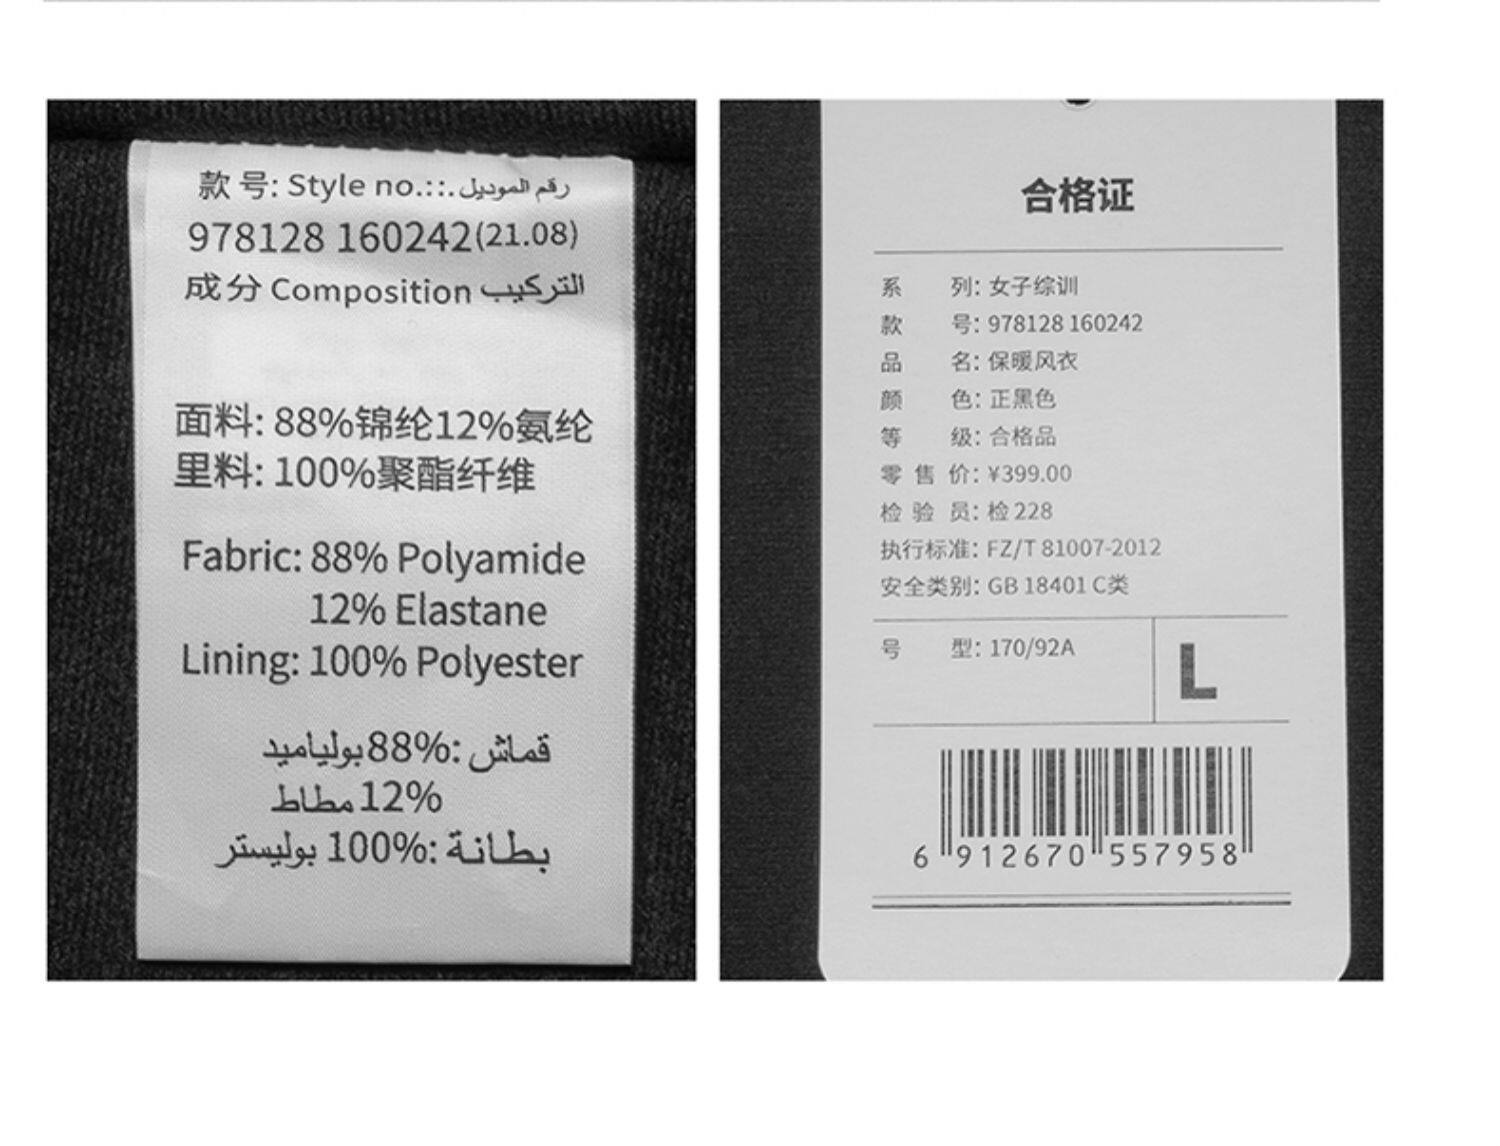 款号: Style no.::.رقم الموديل
978128 160242(21.08)
成分 Composition التركيب
面料: 88%锦纶12%氨纶
里料: 100%聚酯纤维
Fabric: 88% Polyamide
12% Elastane
Lining: 100% Polyester
قماش: 88% بولياميد
12% مطاط
بطانة: 100% بوليستر
合格证
系列: 女子综训
款号: 978128 160242
品名: 保暖风衣
颜色: 正黑色
等级: 合格品
零售价: ¥399.00
检验员: 检 228
执行标准: FZ/T 81007-2012
安全类别: GB 18401 C类
号型: 170/92A
L
6 912670 557958